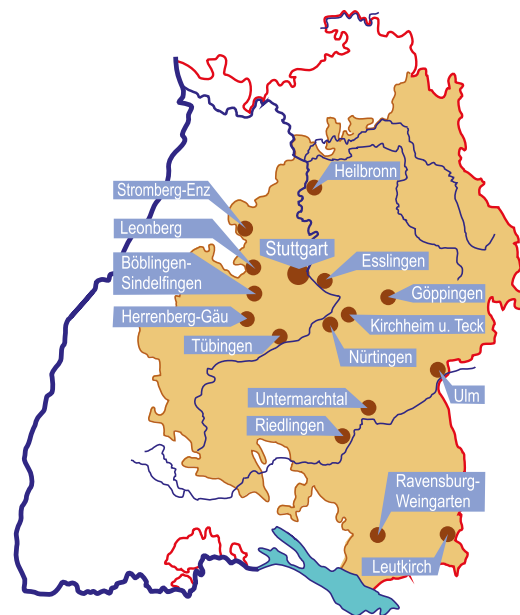 Heilbronn
Stromberg-Enz
Leonberg
Stuttgart
Böblingen-
Sindelfingen
Esslingen
Göppingen
Herrenberg-Gäu
Kirchheim u. Teck
Tübingen
Nürtingen
Ulm
Untermarchtal
Riedlingen
Ravensburg-
Weingarten
Leutkirch